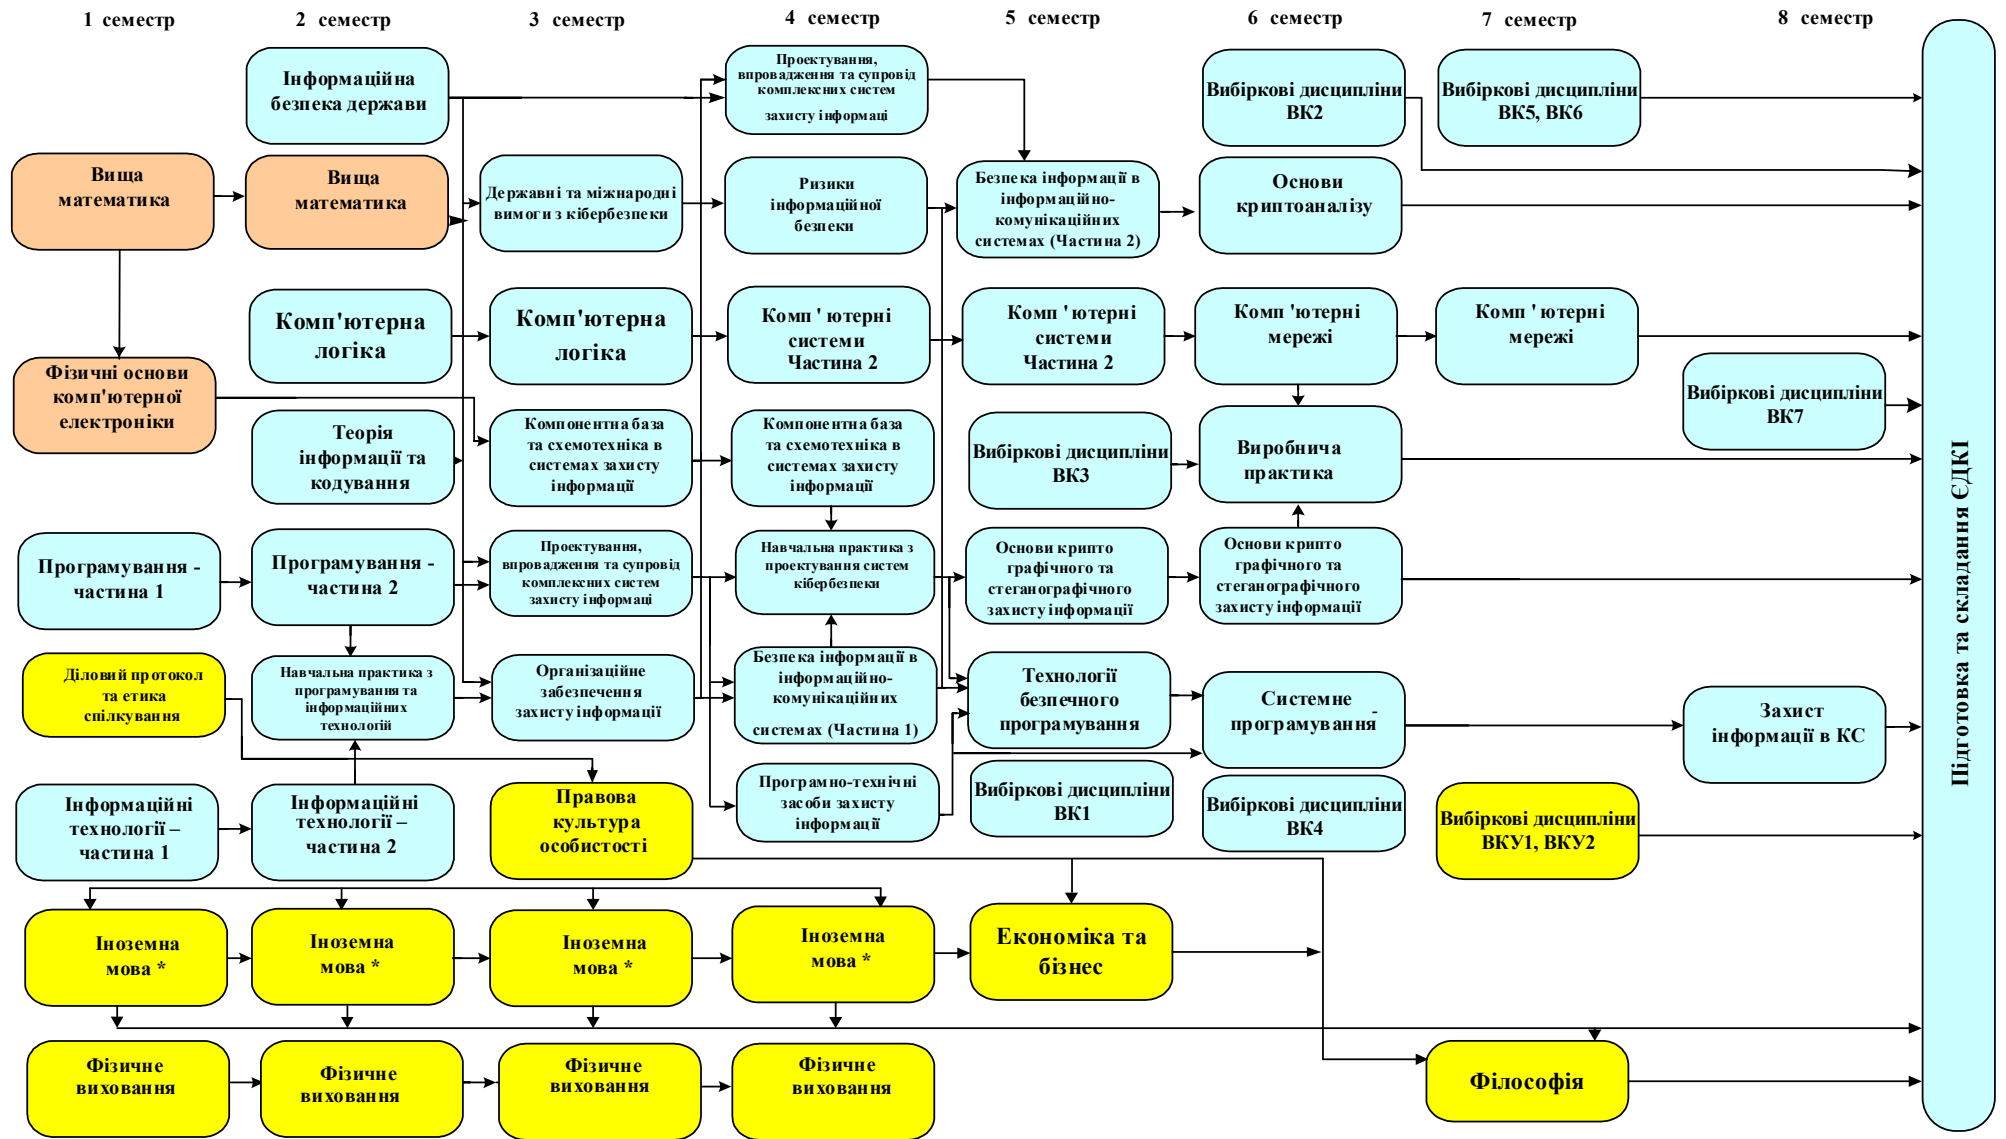 1 семестр
2 семестр
3 семестр
4 семестр
5 семестр
6 семестр
7 семестр
8 семестр
Інформаційна
безпека держави
Проектування,
впровадження та супровід
комплексних систем
захисту інформаці
Вибіркові дисципліни
ВК2
Вибіркові дисципліни
ВК5, ВК6
Вища
математика
Вища
математика
Державні та міжнародні
вимоги з кібербезпеки
Ризики
інформаційної
безпеки
Безпека інформації в
інформаційно-
комунікаційних
системах (Частина 2)
Основи
криптоаналізу
Комп'ютерна
логіка
Комп'ютерна
логіка
Комп ' ютерні
системи
Частина 2
Комп 'ютерні
системи
Частина 2
Комп 'ютерні
мережі
Комп 'ютерні
мережі
Фізичні основи
комп'ютерної
електроніки
Теорія
інформації та
кодування
Компонентна база
та схемотехніка в
системах захисту
інформації
Компонентна база
та схемотехніка в
системах захисту
інформації
Вибіркові дисципліни
ВК3
Виробнича
практика
Вибіркові дисципліни
ВК7
Програмування -
частина 1
Програмування -
частина 2
Проектування,
впровадження та супровід
комплексних систем
захисту інформаці
Навчальна практика з
проектування систем
кібербезпеки
Основи крипто
графічного та
стеганографічного
захисту інформації
Основи крипто
графічного та
стеганографічного
захисту інформації
Діловий протокол
та етика
спілкування
Навчальна практика з
програмування та
інформаційних
технологій
Організаційне
забезпечення
захисту інформації
Безпека інформації в
інформаційно-
комунікаційних
системах (Частина 1)
Технології
безпечного
програмування
Системне
програмування -
Захист
інформації в КС
Інформаційні
технології –
частина 1
Інформаційні
технології –
частина 2
Правова
культура
особистості
Програмно-технічні
засоби захисту
інформації
Вибіркові дисципліни
ВК1
Вибіркові дисципліни
ВК4
Вибіркові дисципліни
ВКУ1, ВКУ2
Іноземна
мова *
Іноземна
мова *
Іноземна
мова *
Іноземна
мова *
Економіка та
бізнес
Фізичне
виховання
Фізичне
виховання
Фізичне
виховання
Фізичне
виховання
Філософія
Підготовка та складання ЄДКІ